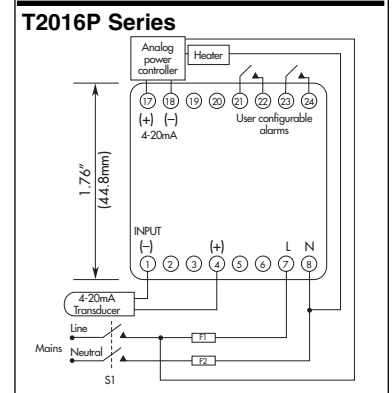 T2016P Series
Analog
power
controller
Heater
17 18 19 20 21 22 23 24
(+) (–)
4-20mA
User configurable
alarms
1.76″
(44.8mm)
INPUT
(–) (+) L N
1 2 3 4 5 6 7 8
4-20mA
Transducer
Line
Mains
Neutral
F1
F2
S1